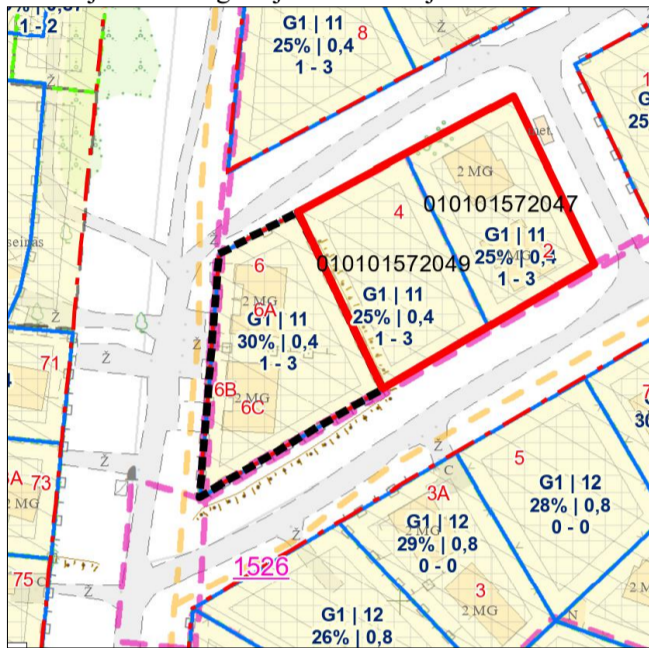 1 - 2
G1 | 11
25% | 0,4
1 - 3
8
Ž
Ž
2 MG
010101572047
4
G1 | 11
25% | 0,4
1 - 3
2
Ž
6
010101572049
2 MG
6A
G1 | 11
30% | 0,4
1 - 3
G1 | 11
25% | 0,4
1 - 3
Ž
Ž
71
Ž
6B
2 MG
6C
Ž
C
5
73
Ž
3A
G1 | 12
28% | 0,8
0 - 0
2 MG
G1 | 12
29% | 0,8
0 - 0
Ž
1526
75
C
Ž
3
2 MG
N
G1 | 12
26% | 0,8